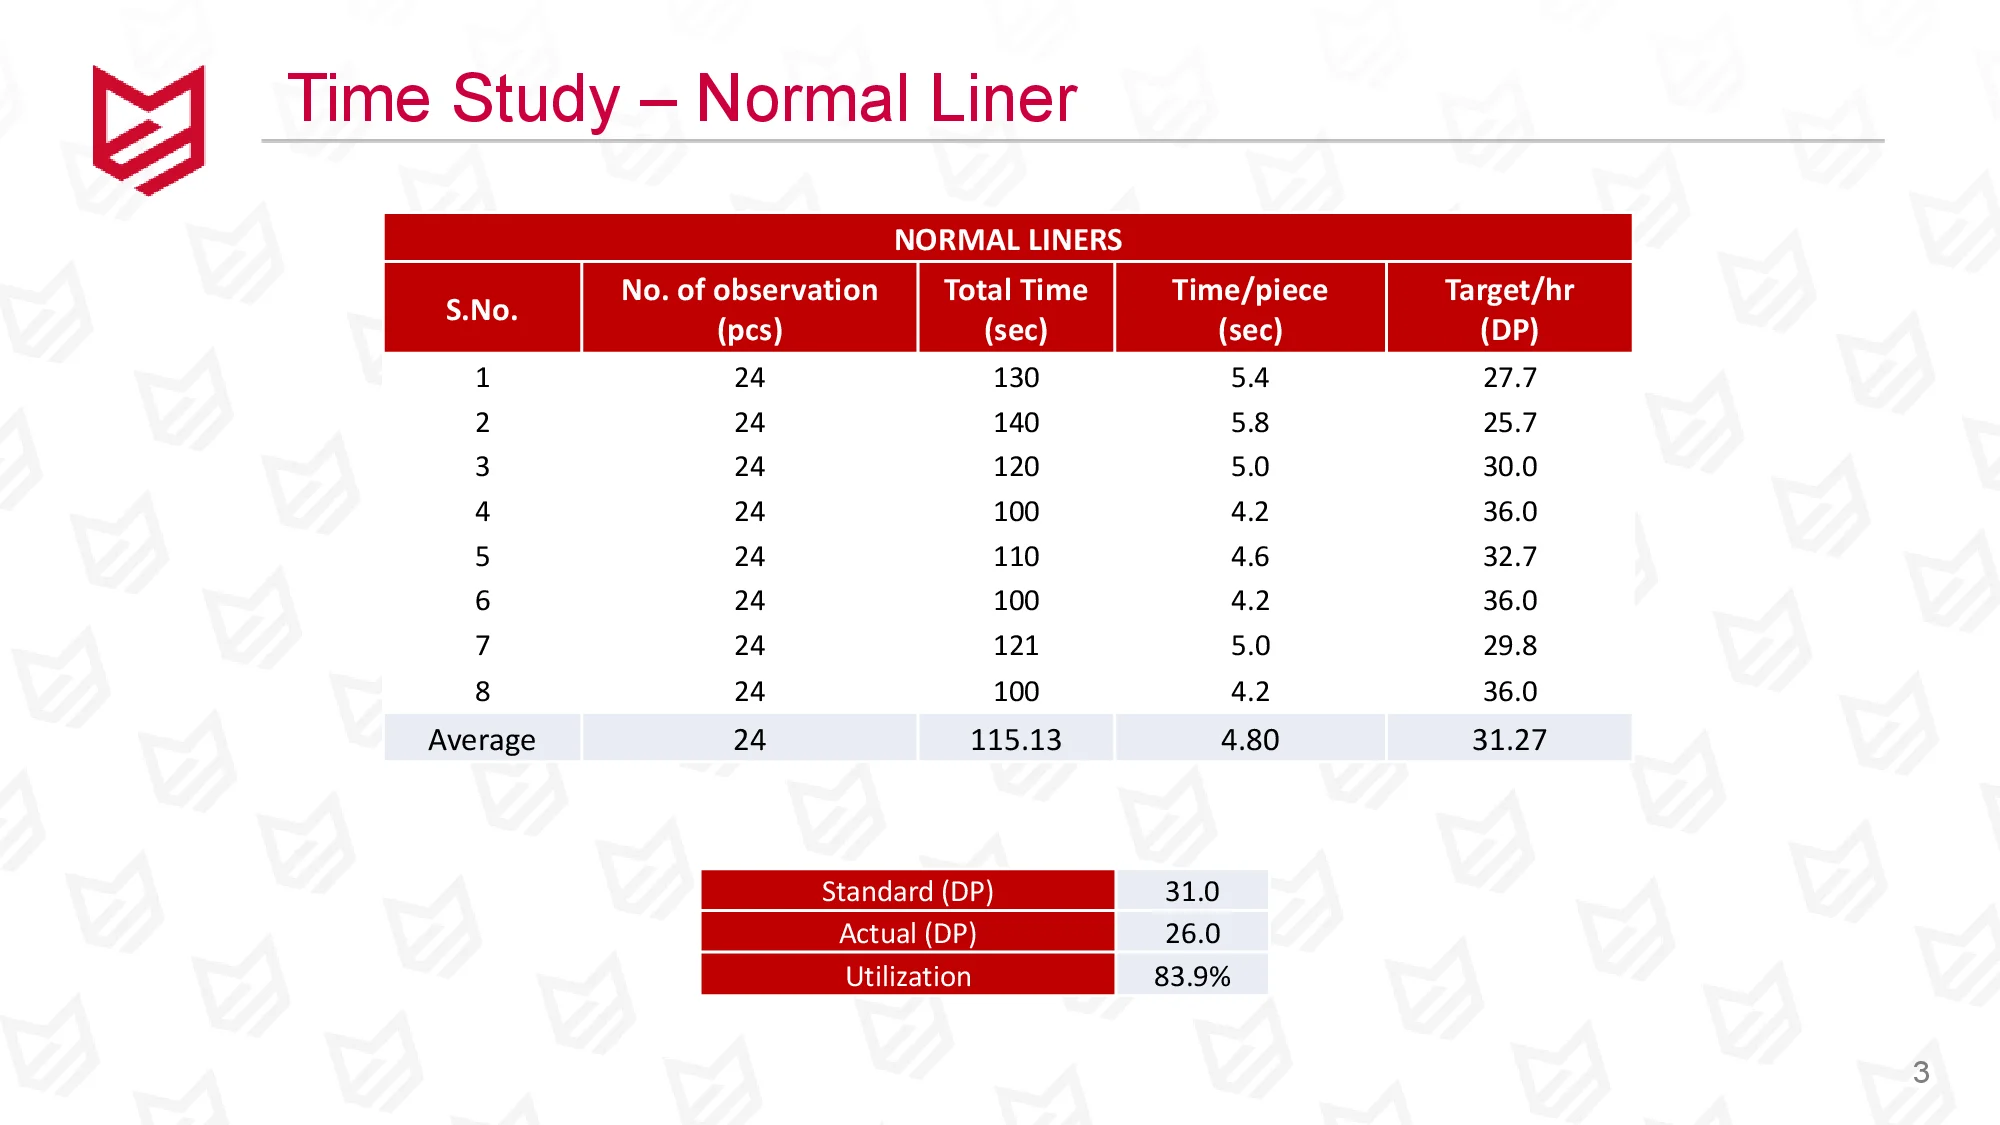 Time Study – Normal Liner
NORMAL LINERS
S.No. No. of observation (pcs) Total Time (sec) Time/piece (sec) Target/hr (DP)
1 24 130 5.4 27.7
2 24 140 5.8 25.7
3 24 120 5.0 30.0
4 24 100 4.2 36.0
5 24 110 4.6 32.7
6 24 100 4.2 36.0
7 24 121 5.0 29.8
8 24 100 4.2 36.0
Average 24 115.13 4.80 31.27
Standard (DP) 31.0
Actual (DP) 26.0
Utilization 83.9%
3